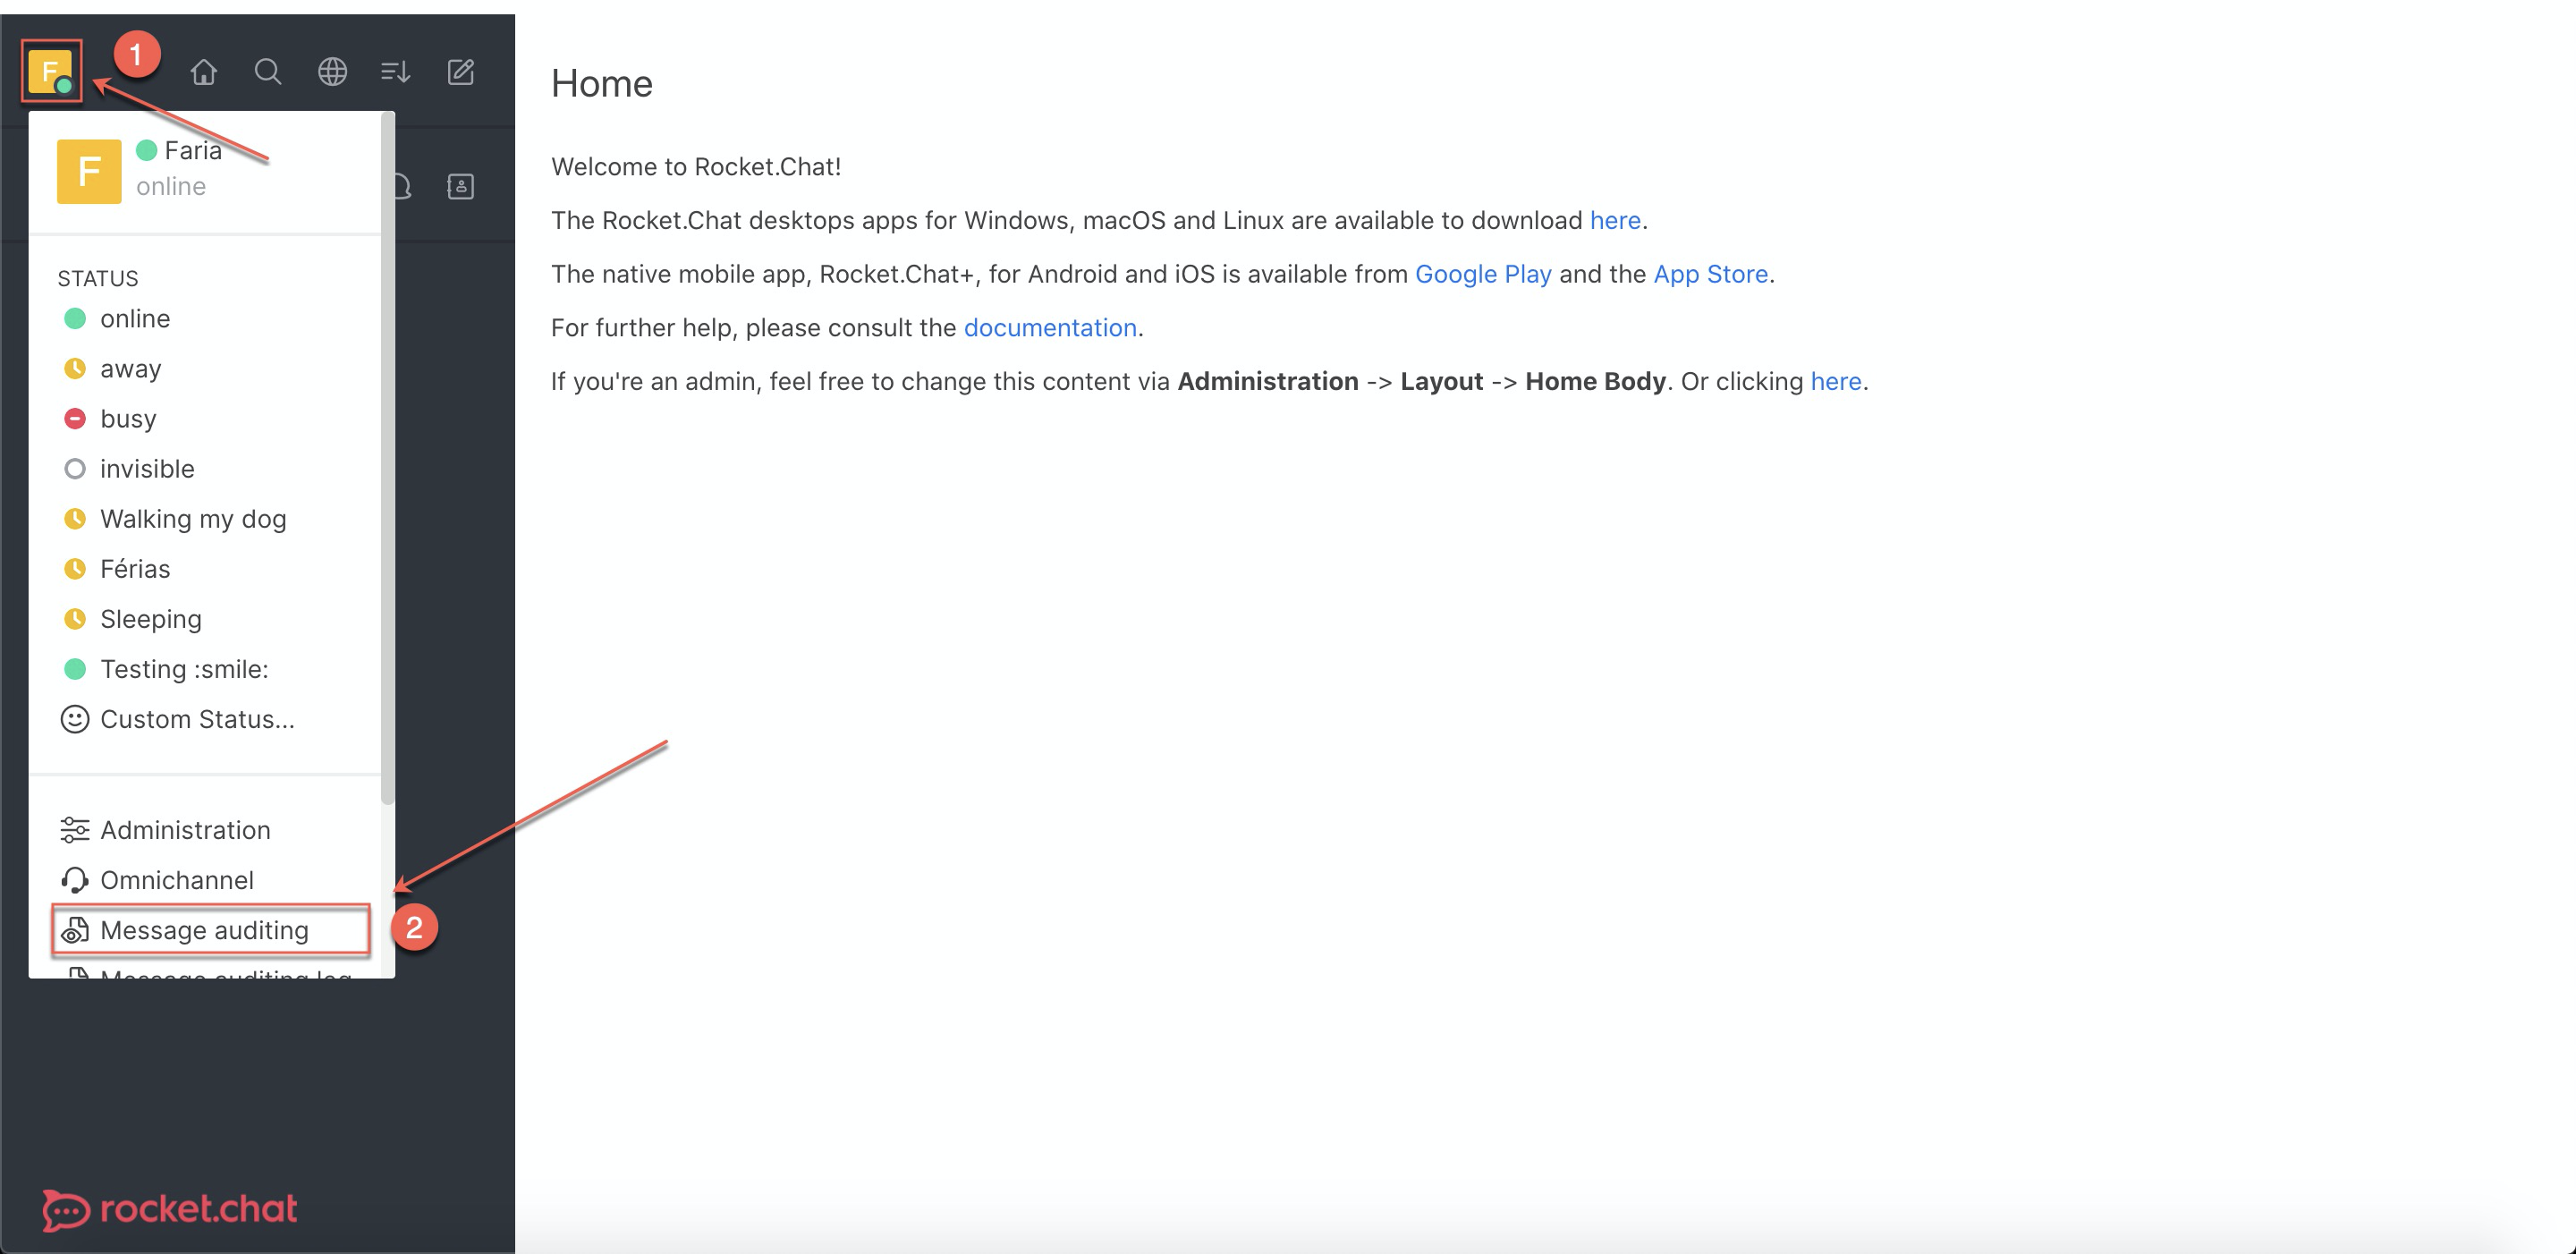 F
1
F
Faria
online
STATUS
online
away
busy
invisible
Walking my dog
Férias
Sleeping
Testing :smile:
Custom Status...
Administration
Omnichannel
Message auditing
2
Message auditing log
rocket.chat
Home
Welcome to Rocket.Chat!
The Rocket.Chat desktops apps for Windows, macOS and Linux are available to download here.
The native mobile app, Rocket.Chat+, for Android and iOS is available from Google Play and the App Store.
For further help, please consult the documentation.
If you're an admin, feel free to change this content via Administration -> Layout -> Home Body. Or clicking here.